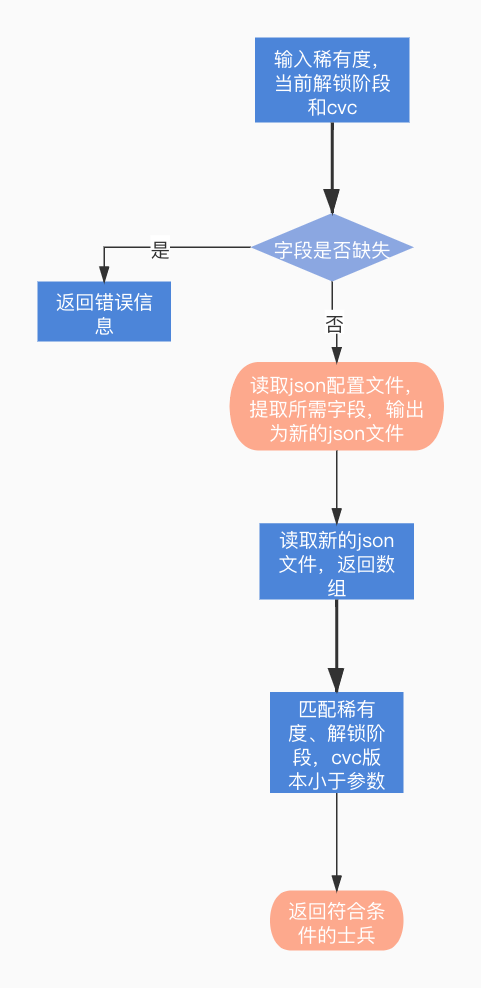 输入稀有度，
当前解锁阶段
和cvc
字段是否缺失
是
返回错误信
息
否
读取json配置文件，
提取所需字段，输出
为新的json文件
读取新的json
文件，返回数
组
匹配稀有
度、解锁阶
段，cvc版
本小于参数
返回符合条
件的士兵